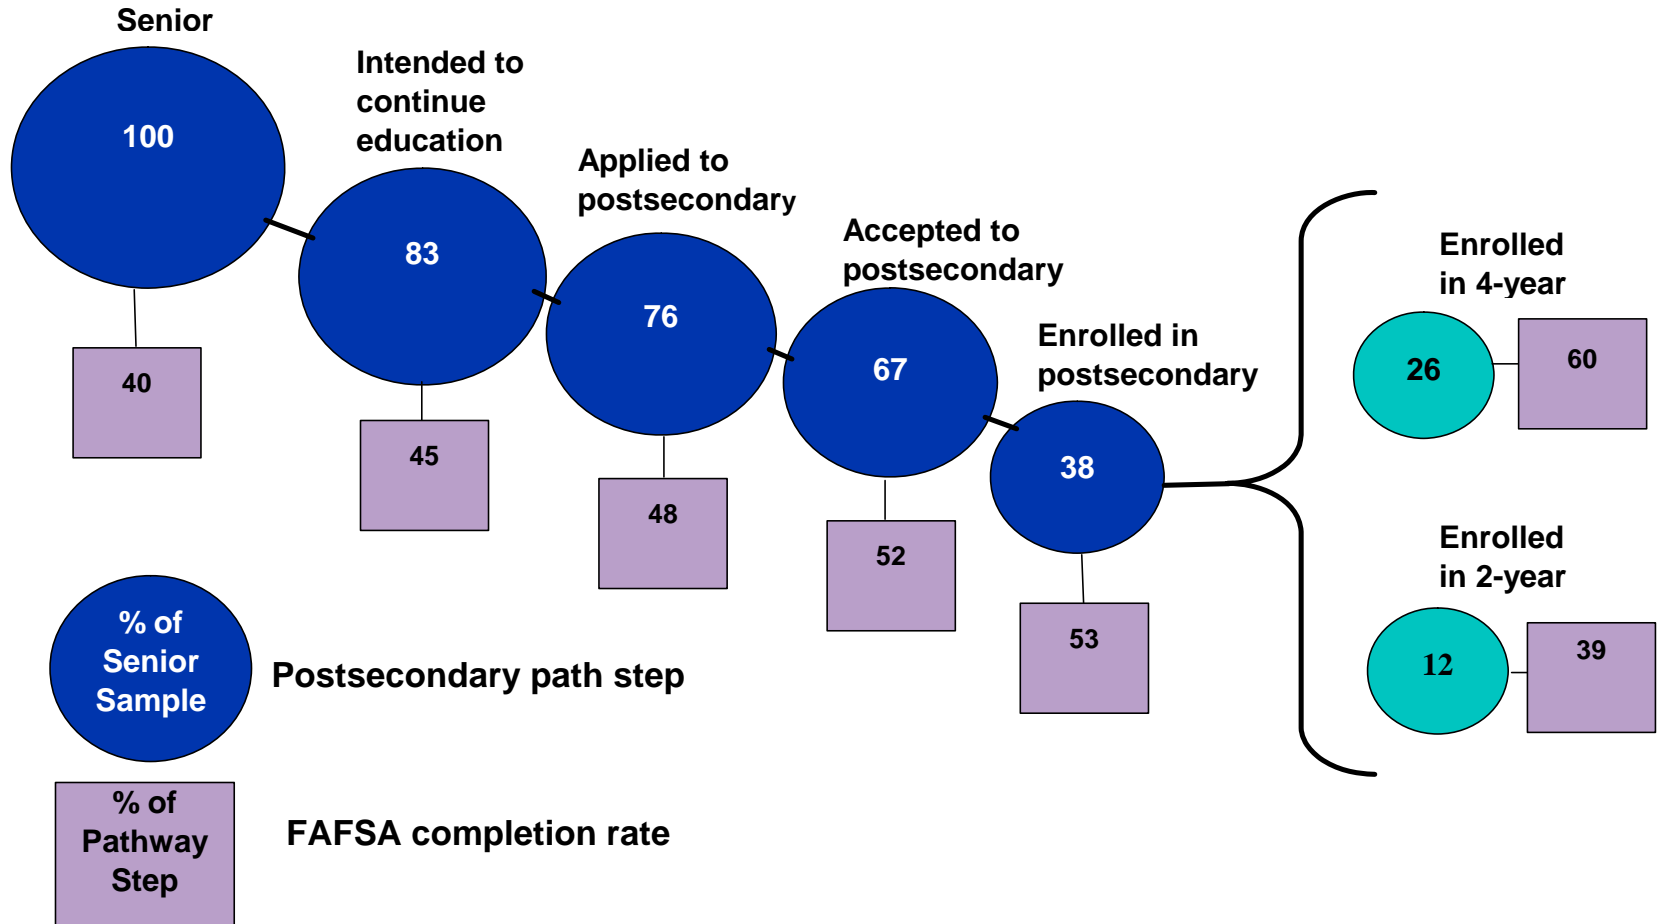 Senior
100
40
Intended to
continue
education
83
45
Applied to
postsecondary
76
48
Accepted to
postsecondary
67
52
Enrolled in
postsecondary
38
53
Enrolled
in 4-year
26
60
Enrolled
in 2-year
12
39
% of
Senior
Sample
Postsecondary path step
% of
Pathway
Step
FAFSA completion rate